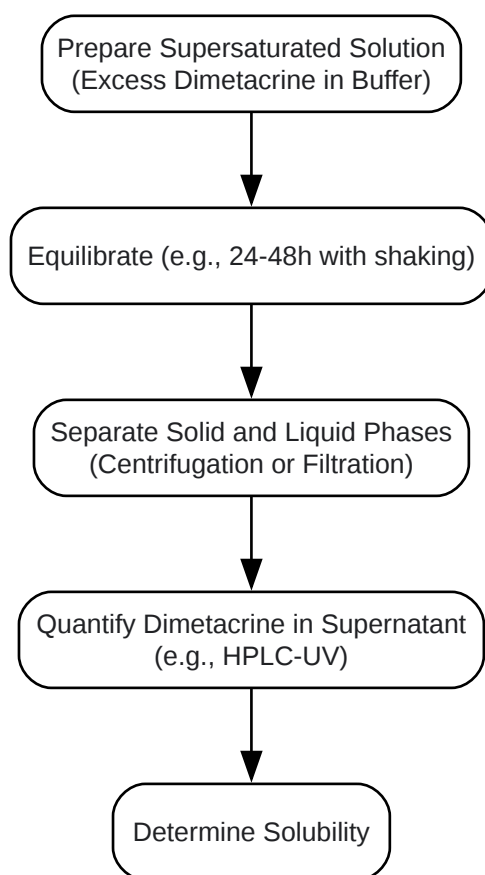 Prepare Supersaturated Solution
(Excess Dimetacrine in Buffer)
Equilibrate (e.g., 24-48h with shaking)
Separate Solid and Liquid Phases
(Centrifugation or Filtration)
Quantify Dimetacrine in Supernatant
(e.g., HPLC-UV)
Determine Solubility